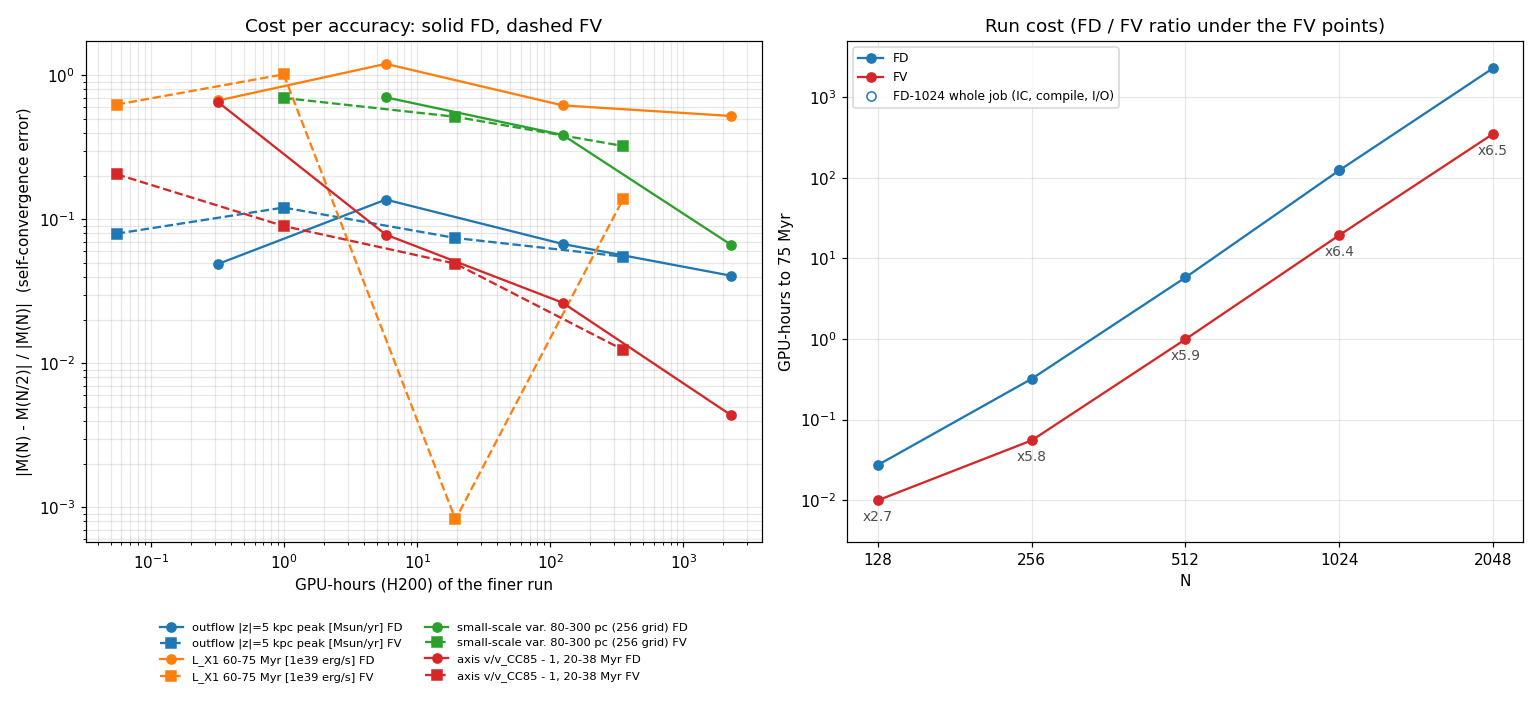 Cost per accuracy: solid FD, dashed FV
|M(N) - M(N/2)| / |M(N)|  (self-convergence error)
10⁰
10⁻¹
10⁻²
10⁻³
10⁻¹ 10⁰ 10¹ 10² 10³
GPU-hours (H200) of the finer run
outflow |z|=5 kpc peak [Msun/yr] FD
outflow |z|=5 kpc peak [Msun/yr] FV
L_X1 60-75 Myr [1e39 erg/s] FD
L_X1 60-75 Myr [1e39 erg/s] FV
small-scale var. 80-300 pc (256 grid) FD
small-scale var. 80-300 pc (256 grid) FV
axis v/v_CC85 - 1, 20-38 Myr FD
axis v/v_CC85 - 1, 20-38 Myr FV
Run cost (FD / FV ratio under the FV points)
FD
FV
FD-1024 whole job (IC, compile, I/O)
GPU-hours to 75 Myr
10³
10²
10¹
10⁰
10⁻¹
10⁻²
x6.5
x6.4
x5.9
x5.8
x2.7
128 256 512 1024 2048
N